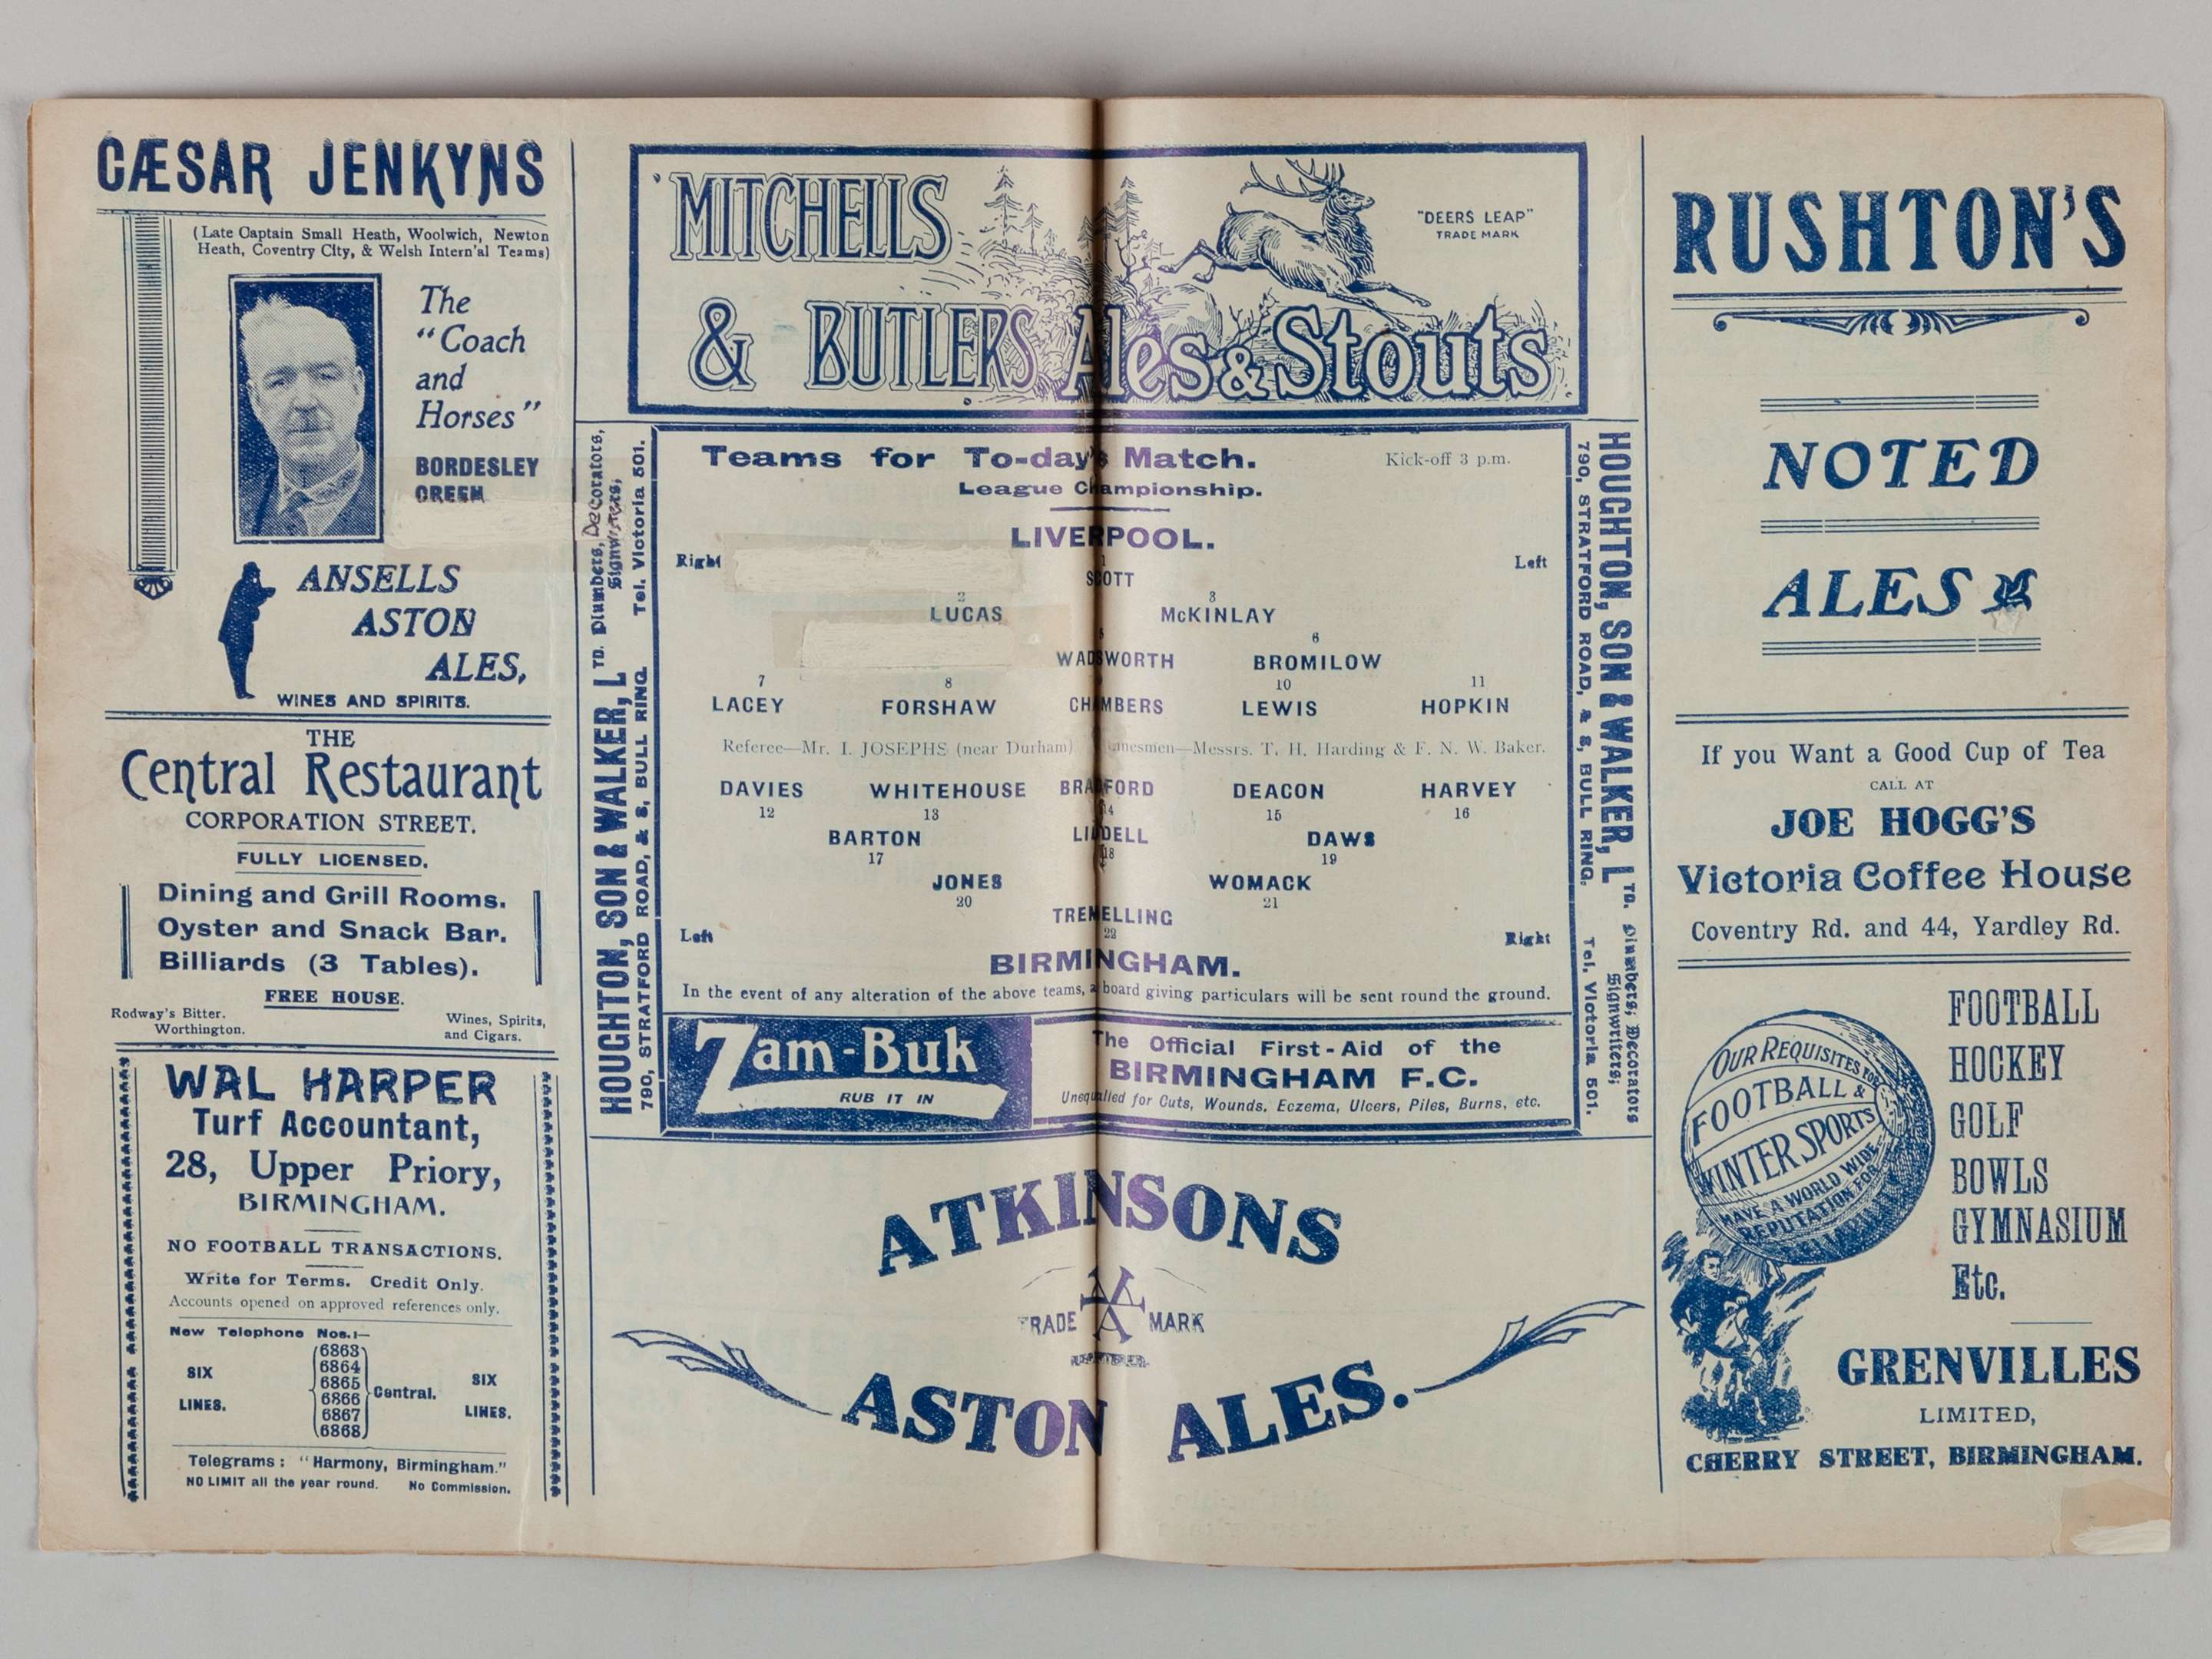 CÆSAR JENKYNS
(Late Captain Small Heath, Woolwich, Newton
Heath, Coventry City, & Welsh Intern'al Teams)
The
"Coach
and
Horses"
BORDESLEY
GREEN
ANSELLS
ASTON
ALES,
WINES AND SPIRITS.
THE
Central Restaurant
CORPORATION STREET.
FULLY LICENSED.
Dining and Grill Rooms.
Oyster and Snack Bar.
Billiards (3 Tables).
FREE HOUSE.
Rodway's Bitter.
Worthington.
Wines, Spirits,
and Cigars.
WAL HARPER
Turf Accountant,
28, Upper Priory,
BIRMINGHAM.
NO FOOTBALL TRANSACTIONS.
Write for Terms. Credit Only.
Accounts opened on approved references only.
New Telephone Nos.:—
SIX
LINES.
6863
6864
6865
6866
6867
6868
Central.
SIX
LINES.
Telegrams: "Harmony, Birmingham."
NO LIMIT all the year round. No Commission.
MITCHELLS
& BUTLERS Ales & Stouts
"DEERS LEAP"
TRADE MARK
HOUGHTON, SON & WALKER, LTD. Plumbers, Decorators,
Signwriters,
790, STRATFORD ROAD, & 8, BULL RING. Tel. Victoria 501.
Teams for To-day's Match. Kick-off 3 p.m.
League Championship.
LIVERPOOL.
Right
Left
1
SCOTT
2 3
LUCAS McKINLAY
5 6
WADSWORTH BROMILOW
7 8 9 10 11
LACEY FORSHAW CHAMBERS LEWIS HOPKIN
Referee—Mr. I. JOSEPHS (near Durham) Linesmen—Messrs. T. H. Harding & F. N. W. Baker.
DAVIES WHITEHOUSE BRADFORD DEACON HARVEY
12 13 14 15 16
BARTON LIDDELL DAWS
17 18 19
JONES WOMACK
20 21
TREMELLING
22
Left
Right
BIRMINGHAM.
In the event of any alteration of the above teams, a board giving particulars will be sent round the ground.
Zam-Buk
RUB IT IN
The Official First-Aid of the
BIRMINGHAM F.C.
Unequalled for Cuts, Wounds, Eczema, Ulcers, Piles, Burns, etc.
HOUGHTON, SON & WALKER, LTD. Plumbers; Decorators
Signwriters;
790, STRATFORD ROAD, & 8, BULL RING. Tel. Victoria 501.
ATKINSONS
TRADE MARK
ASTON ALES.
RUSHTON'S
NOTED
ALES
If you Want a Good Cup of Tea
CALL AT
JOE HOGG'S
Victoria Coffee House
Coventry Rd. and 44, Yardley Rd.
OUR REQUISITES FOR
FOOTBALL &
WINTER SPORTS
HAVE A WORLD WIDE
REPUTATION FOR
RELIABILITY
FOOTBALL
HOCKEY
GOLF
BOWLS
GYMNASIUM
Etc.
GRENVILLES
LIMITED,
CHERRY STREET, BIRMINGHAM.